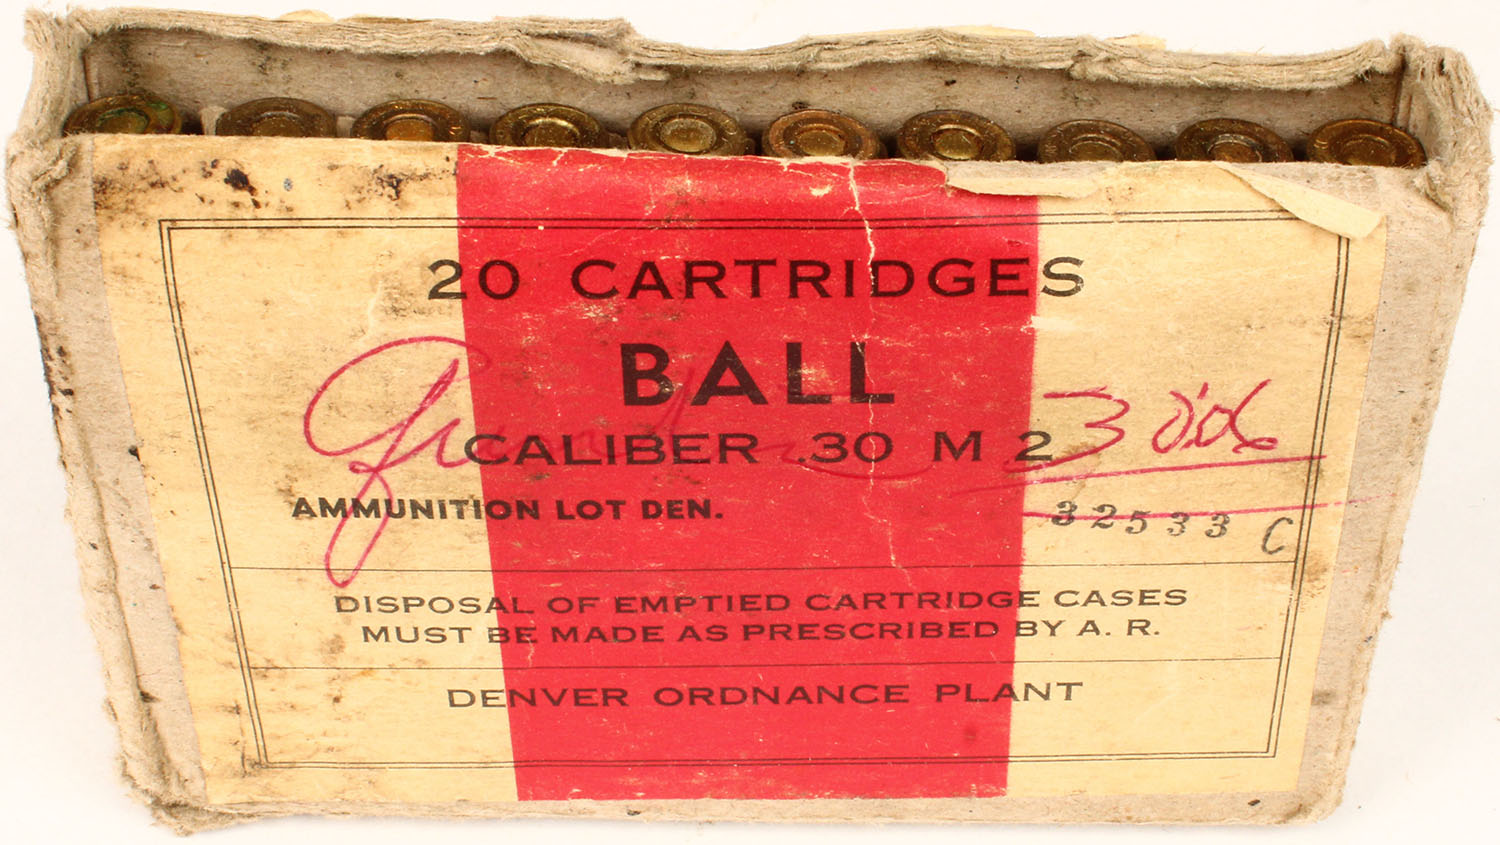 20 CARTRIDGES
BALL
CALIBER .30 M 2
AMMUNITION LOT DEN. 32533 C
DISPOSAL OF EMPTIED CARTRIDGE CASES
MUST BE MADE AS PRESCRIBED BY A. R.
DENVER ORDNANCE PLANT